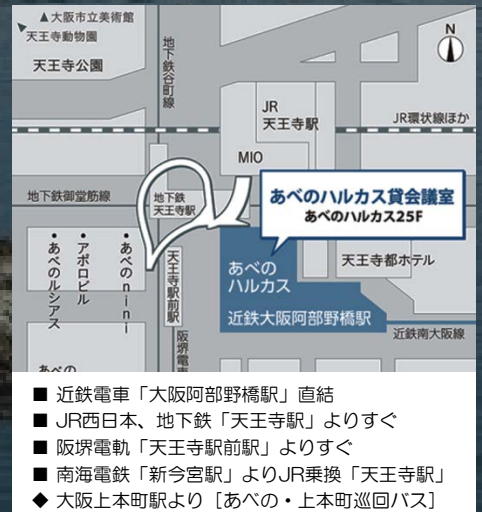 ▲大阪市立美術館
天王寺動物園
天王寺公園
地下鉄谷町線
N
JR
天王寺駅
JR環状線ほか
MIO
地下鉄御堂筋線
地下鉄
天王寺駅
あべのハルカス貸会議室
あべのハルカス25F
・あべのルシアス
・アポロビル
・あべのnini
天王寺駅前駅
あべの
ハルカス
天王寺都ホテル
近鉄大阪阿部野橋駅
近鉄南大阪線
阪堺電車
あべの
■ 近鉄電車「大阪阿部野橋駅」直結
■ JR西日本、地下鉄「天王寺駅」よりすぐ
■ 阪堺電軌「天王寺駅前駅」よりすぐ
■ 南海電鉄「新今宮駅」よりJR乗換「天王寺駅」
◆ 大阪上本町駅より［あべの・上本町巡回バス］